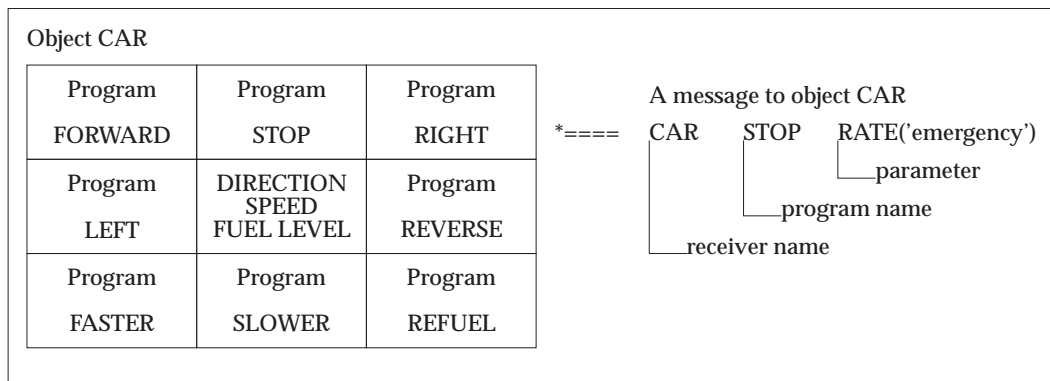 Object CAR
Program Program Program
FORWARD STOP RIGHT
Program DIRECTION Program
SPEED
LEFT FUEL LEVEL REVERSE
Program Program Program
FASTER SLOWER REFUEL
A message to object CAR
*==== CAR STOP RATE('emergency')
parameter
program name
receiver name